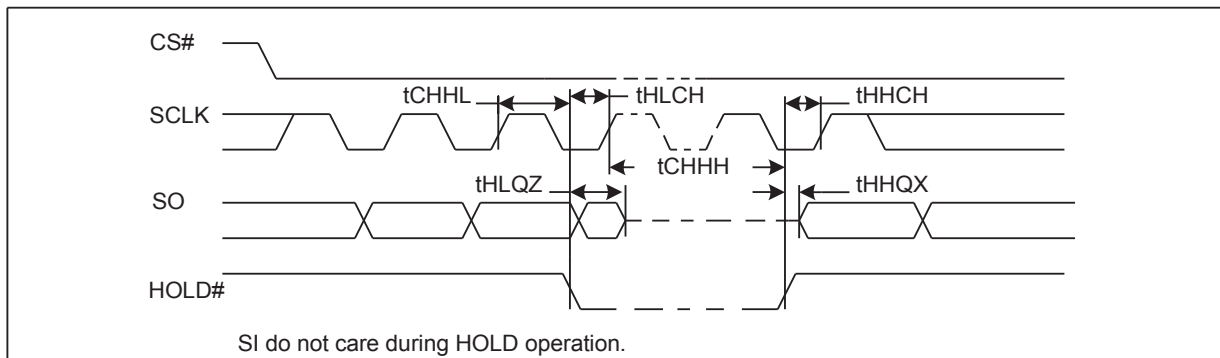 CS#
tCHHL
tHLCH
tHHCH
SCLK
tCHHH
tHLQZ
tHHQX
SO
HOLD#
SI do not care during HOLD operation.